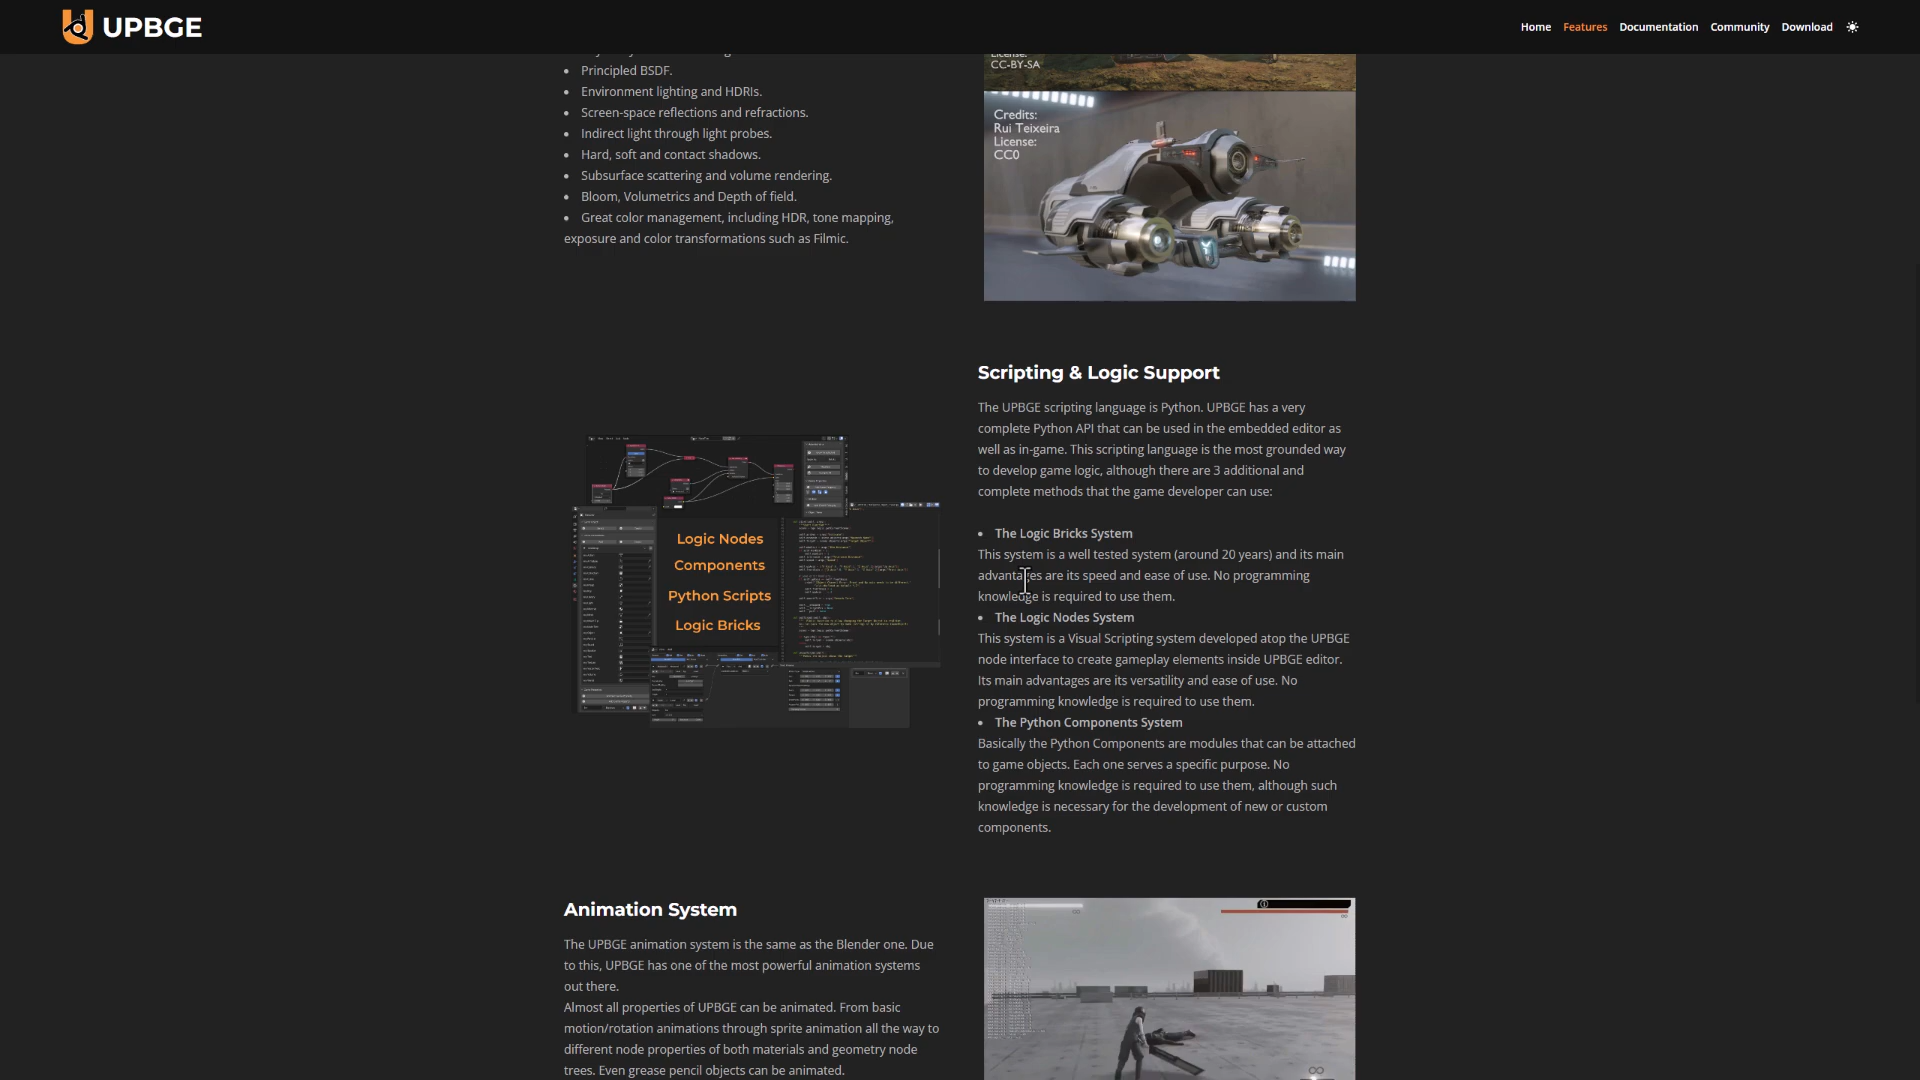 UPBGE
Home Features Documentation Community Download
Principled BSDF.
Environment lighting and HDRIs.
Screen-space reflections and refractions.
Indirect light through light probes.
Hard, soft and contact shadows.
Subsurface scattering and volume rendering.
Bloom, Volumetrics and Depth of field.
Great color management, including HDR, tone mapping,
exposure and color transformations such as Filmic.
License:
CC-BY-SA
Credits:
Rui Teixeira
License:
CC0
Logic Nodes
Components
Python Scripts
Logic Bricks
Scripting & Logic Support
The UPBGE scripting language is Python. UPBGE has a very
complete Python API that can be used in the embedded editor as
well as in-game. This scripting language is the most grounded way
to develop game logic, although there are 3 additional and
complete methods that the game developer can use:
The Logic Bricks System
This system is a well tested system (around 20 years) and its main
advantages are its speed and ease of use. No programming
knowledge is required to use them.
The Logic Nodes System
This system is a Visual Scripting system developed atop the UPBGE
node interface to create gameplay elements inside UPBGE editor.
Its main advantages are its versatility and ease of use. No
programming knowledge is required to use them.
The Python Components System
Basically the Python Components are modules that can be attached
to game objects. Each one serves a specific purpose. No
programming knowledge is required to use them, although such
knowledge is necessary for the development of new or custom
components.
Animation System
The UPBGE animation system is the same as the Blender one. Due
to this, UPBGE has one of the most powerful animation systems
out there.
Almost all properties of UPBGE can be animated. From basic
motion/rotation animations through sprite animation all the way to
different node properties of both materials and geometry node
trees. Even grease pencil objects can be animated.